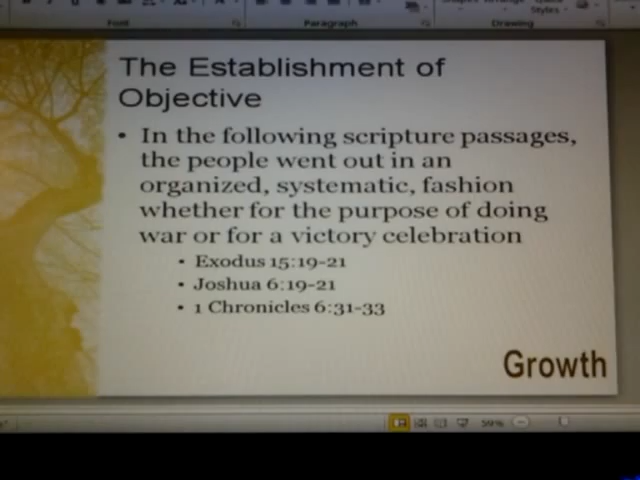 Font Paragraph Drawing
Styles
The Establishment of
Objective
• In the following scripture passages,
the people went out in an
organized, systematic, fashion
whether for the purpose of doing
war or for a victory celebration
• Exodus 15:19-21
• Joshua 6:19-21
• 1 Chronicles 6:31-33
Growth
59%